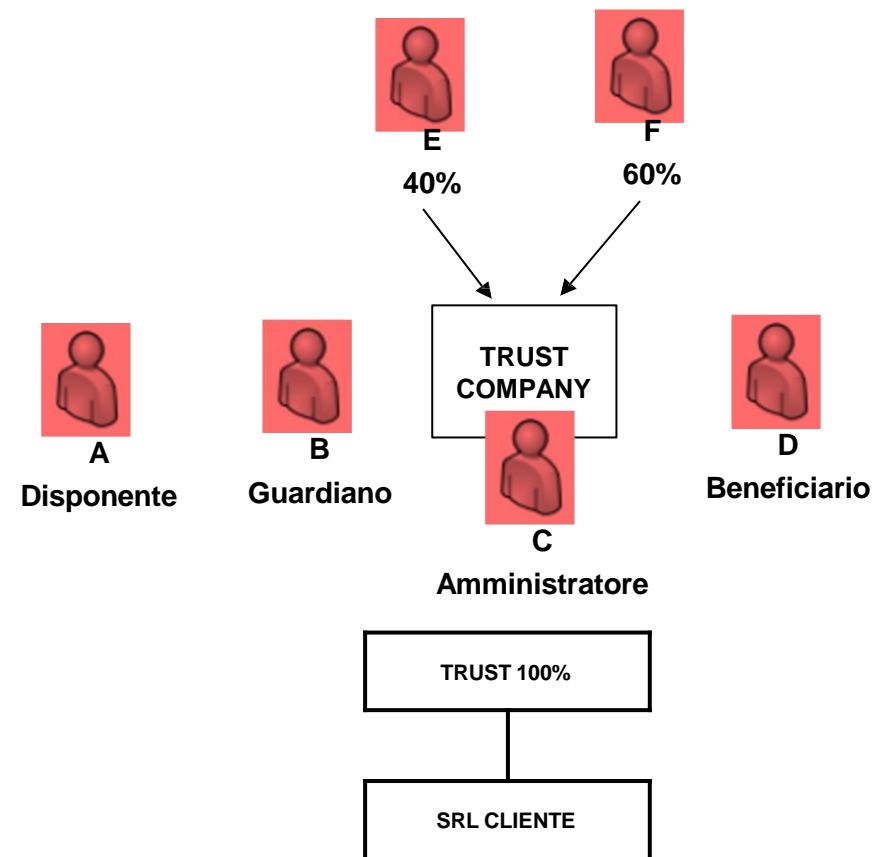 E
F
40%
60%
TRUST
COMPANY
A
Disponente
B
Guardiano
D
Beneficiario
C
Amministratore
TRUST 100%
SRL CLIENTE